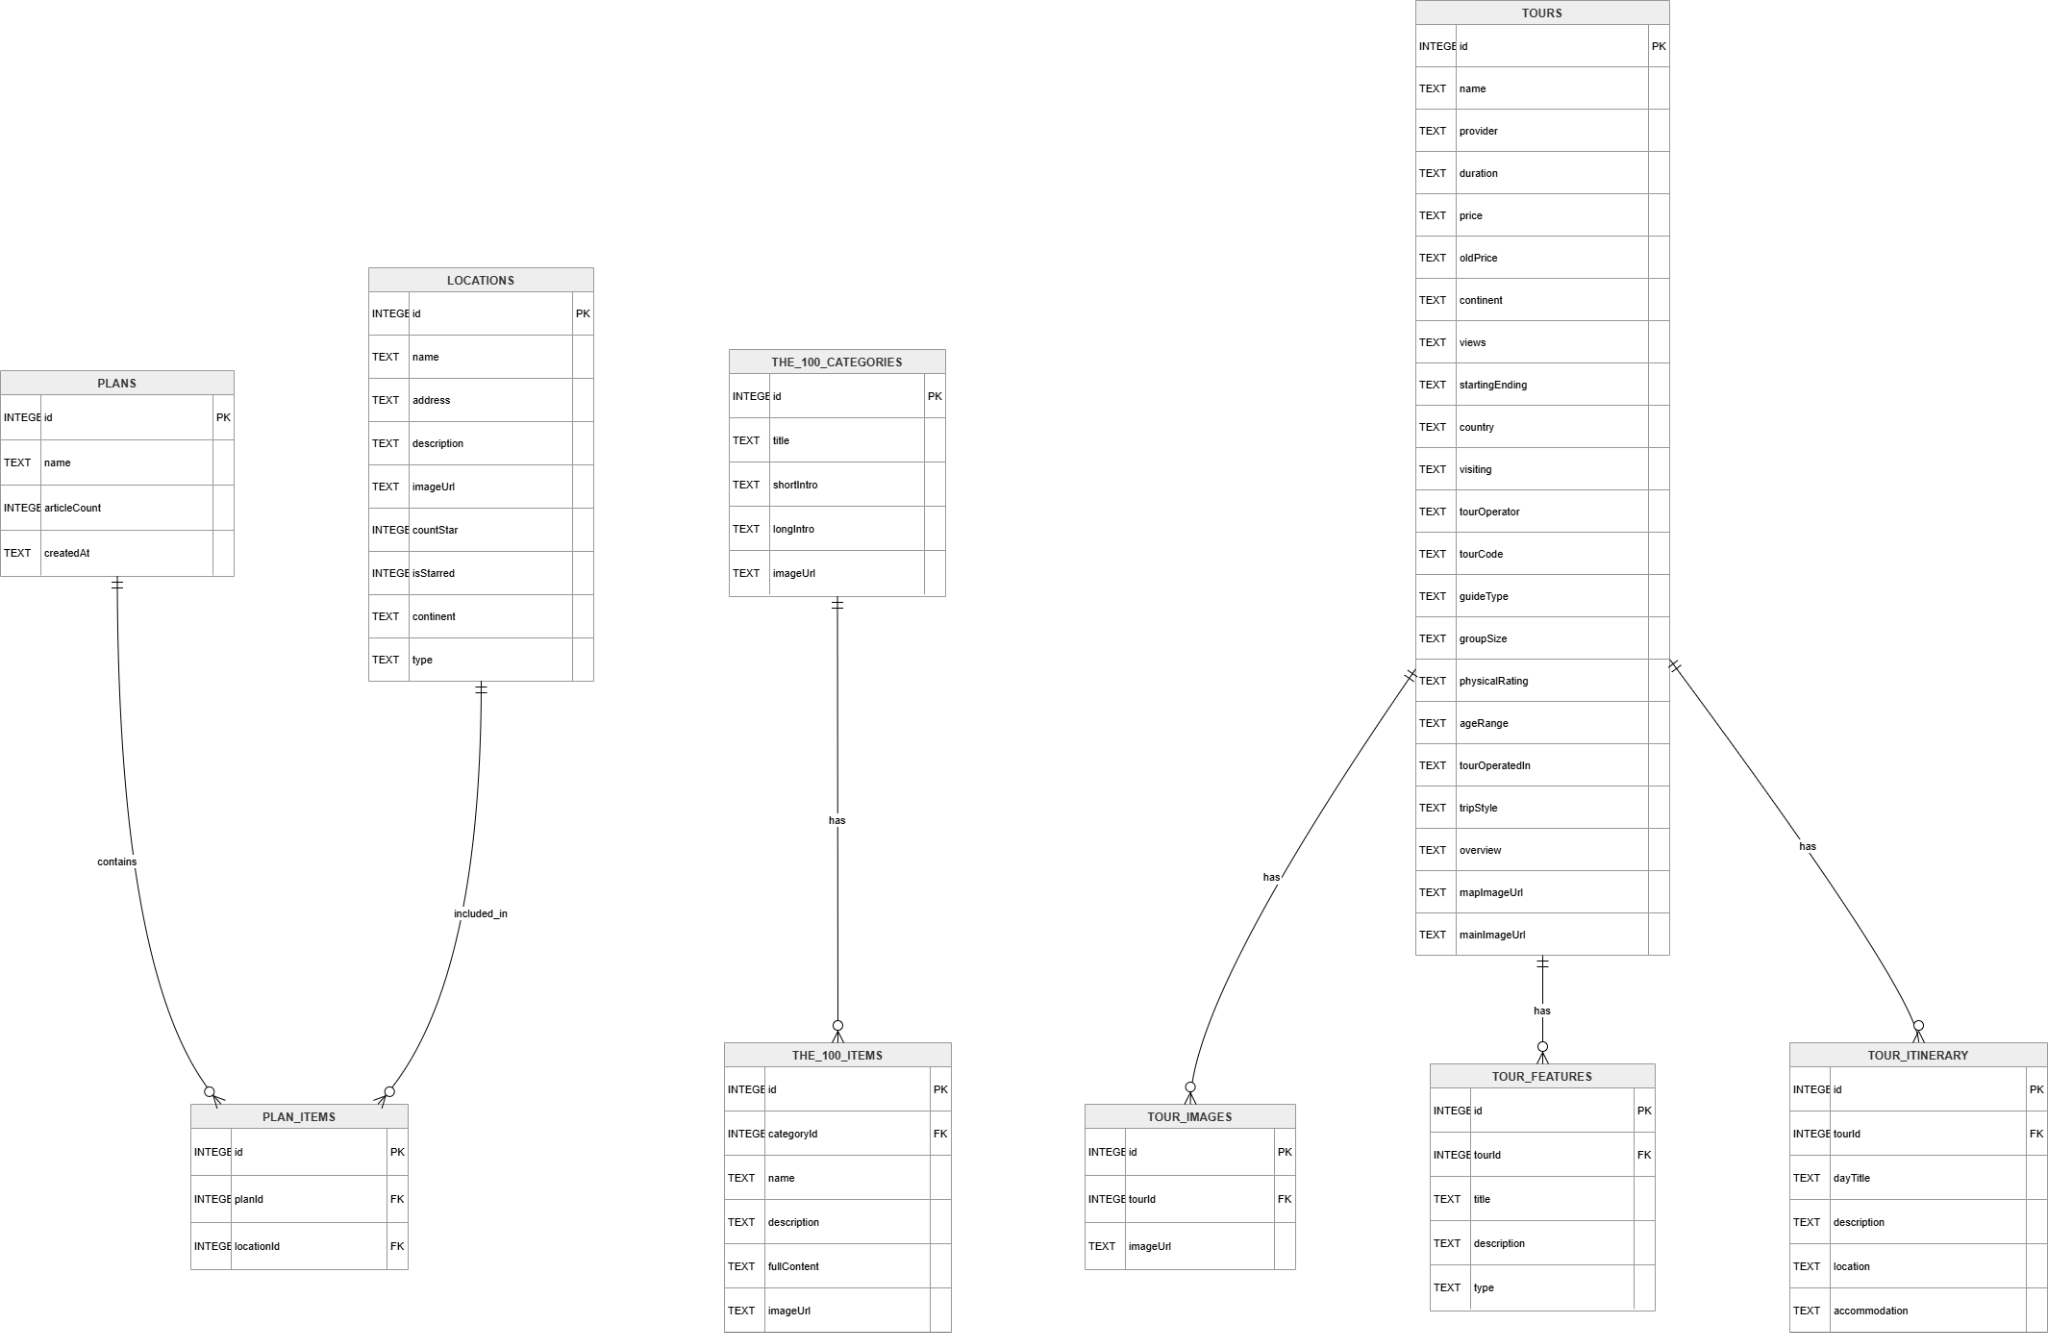 PLANS
INTEGE id PK
TEXT name
INTEGE articleCount
TEXT createdAt
LOCATIONS
INTEGE id PK
TEXT name
TEXT address
TEXT description
TEXT imageUrl
INTEGE countStar
INTEGE isStarred
TEXT continent
TEXT type
THE_100_CATEGORIES
INTEGE id PK
TEXT title
TEXT shortIntro
TEXT longIntro
TEXT imageUrl
TOURS
INTEGE id PK
TEXT name
TEXT provider
TEXT duration
TEXT price
TEXT oldPrice
TEXT continent
TEXT views
TEXT startingEnding
TEXT country
TEXT visiting
TEXT tourOperator
TEXT tourCode
TEXT guideType
TEXT groupSize
TEXT physicalRating
TEXT ageRange
TEXT tourOperatedIn
TEXT tripStyle
TEXT overview
TEXT mapImageUrl
TEXT mainImageUrl
contains
included_in
has
has
has
has
PLAN_ITEMS
INTEGE id PK
INTEGE planId FK
INTEGE locationId FK
THE_100_ITEMS
INTEGE id PK
INTEGE categoryId FK
TEXT name
TEXT description
TEXT fullContent
TEXT imageUrl
TOUR_IMAGES
INTEGE id PK
INTEGE tourId FK
TEXT imageUrl
TOUR_FEATURES
INTEGE id PK
INTEGE tourId FK
TEXT title
TEXT description
TEXT type
TOUR_ITINERARY
INTEGE id PK
INTEGE tourId FK
TEXT dayTitle
TEXT description
TEXT location
TEXT accommodation